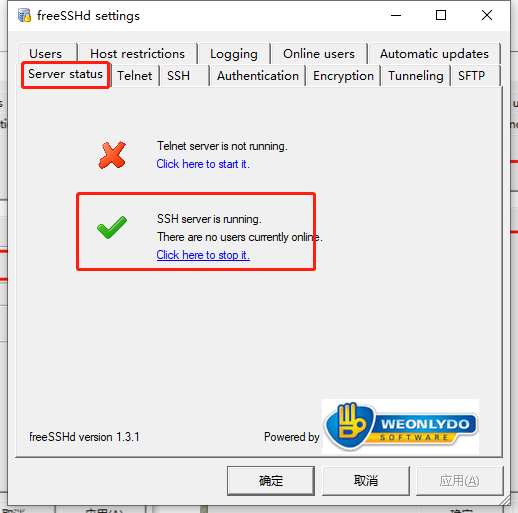 freeSSHd settings
Users Host restrictions Logging Online users Automatic updates
Server status Telnet SSH Authentication Encryption Tunneling SFTP
Telnet server is not running.
Click here to start it.
SSH server is running.
There are no users currently online.
Click here to stop it.
freeSSHd version 1.3.1
Powered by
WEONLYDO
SOFTWARE
确定 取消 应用(A)